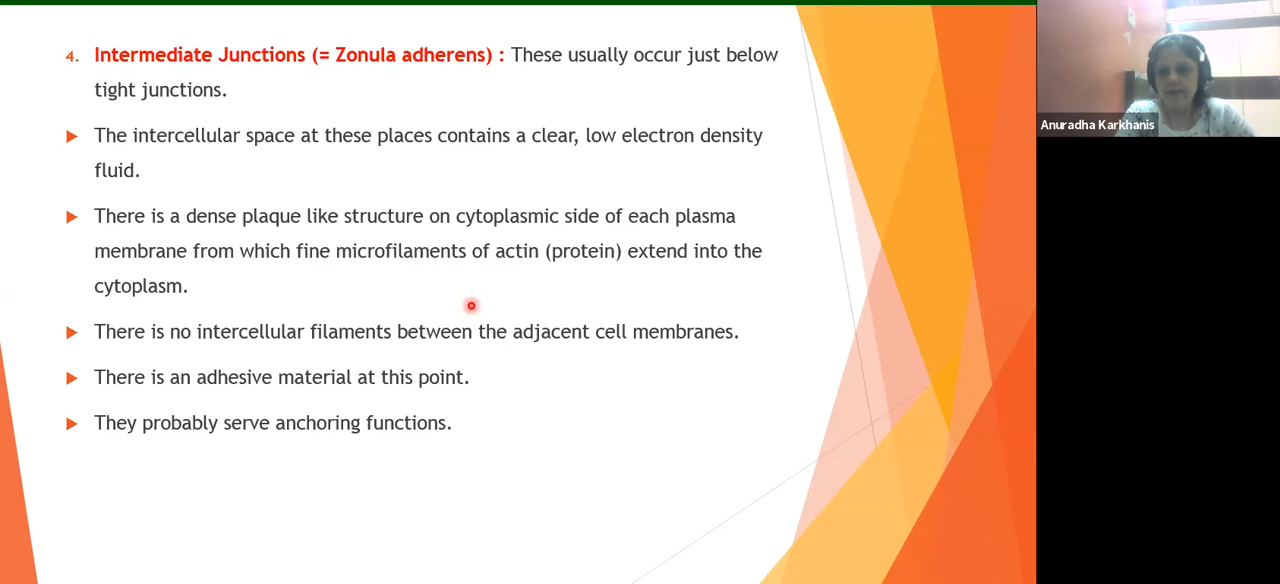 4. Intermediate Junctions (= Zonula adherens) : These usually occur just below
tight junctions.
The intercellular space at these places contains a clear, low electron density
fluid.
There is a dense plaque like structure on cytoplasmic side of each plasma
membrane from which fine microfilaments of actin (protein) extend into the
cytoplasm.
There is no intercellular filaments between the adjacent cell membranes.
There is an adhesive material at this point.
They probably serve anchoring functions.
Anuradha Karkhanis